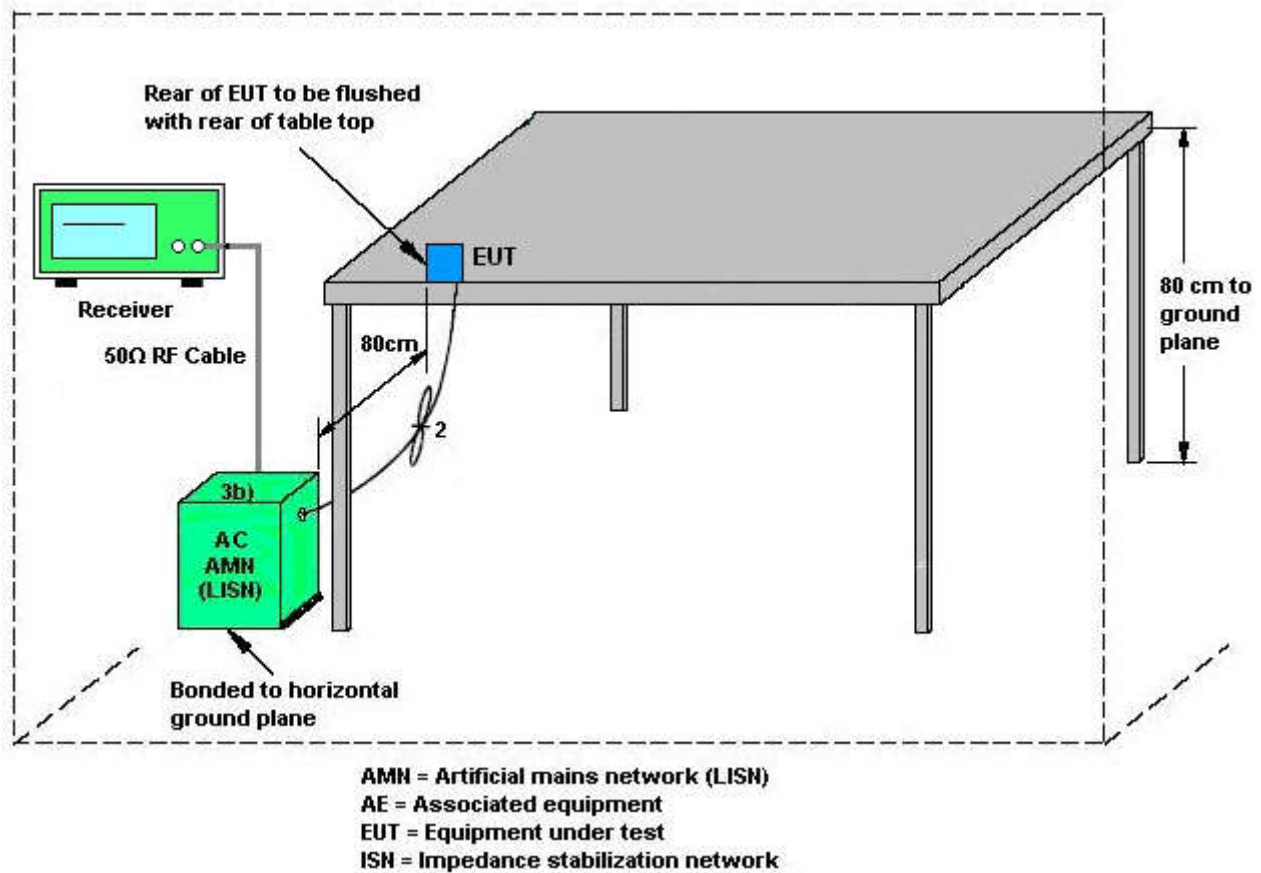 Rear of EUT to be flushed
with rear of table top
EUT
Receiver
50Ω RF Cable
80cm
80 cm to
ground
plane
2
3b)
AC
AMN
(LISN)
Bonded to horizontal
ground plane
AMN = Artificial mains network (LISN)
AE = Associated equipment
EUT = Equipment under test
ISN = Impedance stabilization network